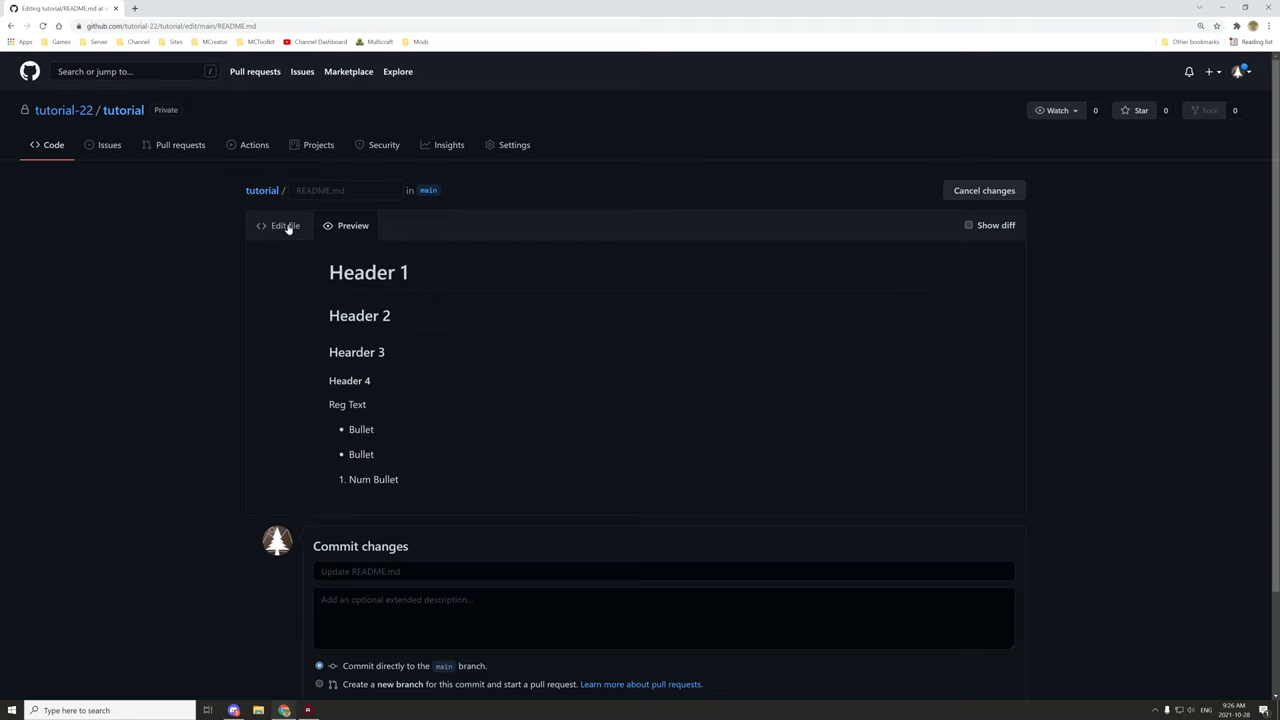 Editing tutorial/README.md at
github.com/tutorial-22/tutorial/edit/main/README.md
Apps Games Server Channel Sites MCreator MCToolkit Channel Dashboard Multicraft Mods Other bookmarks Reading list
Search or jump to... / Pull requests Issues Marketplace Explore
tutorial-22 / tutorial Private Watch 0 Star 0 Fork 0
Code Issues Pull requests Actions Projects Security Insights Settings
tutorial / README.md in main Cancel changes
Edit file Preview Show diff
Header 1
Header 2
Hearder 3
Header 4
Reg Text
• Bullet
• Bullet
1. Num Bullet
Commit changes
Update README.md
Add an optional extended description...
Commit directly to the main branch.
Create a new branch for this commit and start a pull request. Learn more about pull requests.
Type here to search ENG 9:26 AM
2021-10-28